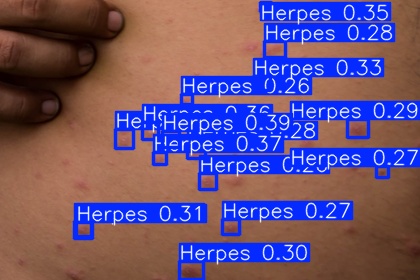 Herpes 0.35
Herpes 0.28
Herpes 0.33
Herpes 0.26
Herpes 0.29
Herpes 0.39
Herpes 0.37
Herpes 0.27
Herpes 0.31
Herpes 0.27
Herpes 0.30